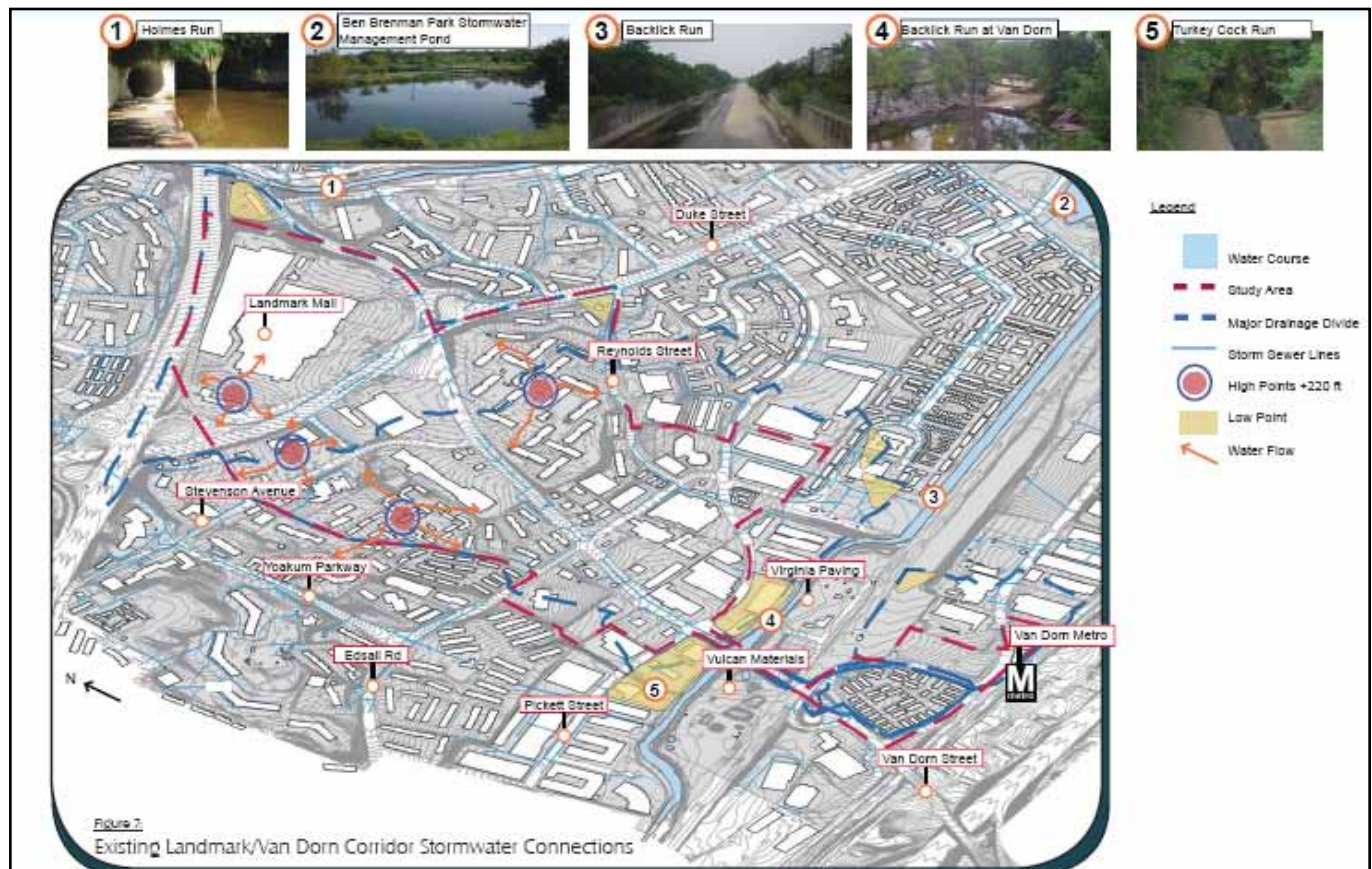 1 Holmes Run
2 Ben Brenman Park Stormwater
Management Pond
3 Backlick Run
4 Backlick Run at Van Dorn
5 Turkey Cock Run
1
2
Duke Street
Landmark Mall
Reynolds Street
Stevenson Avenue
3
Yoakum Parkway
Virginia Paving
4
Van Dorn Metro
Edsall Rd
Vulcan Materials
M
metro
N
5
Pickett Street
Van Dorn Street
Figure 7:
Existing Landmark/Van Dorn Corridor Stormwater Connections
Legend
Water Course
Study Area
Major Drainage Divide
Storm Sewer Lines
High Points +220 ft
Low Point
Water Flow